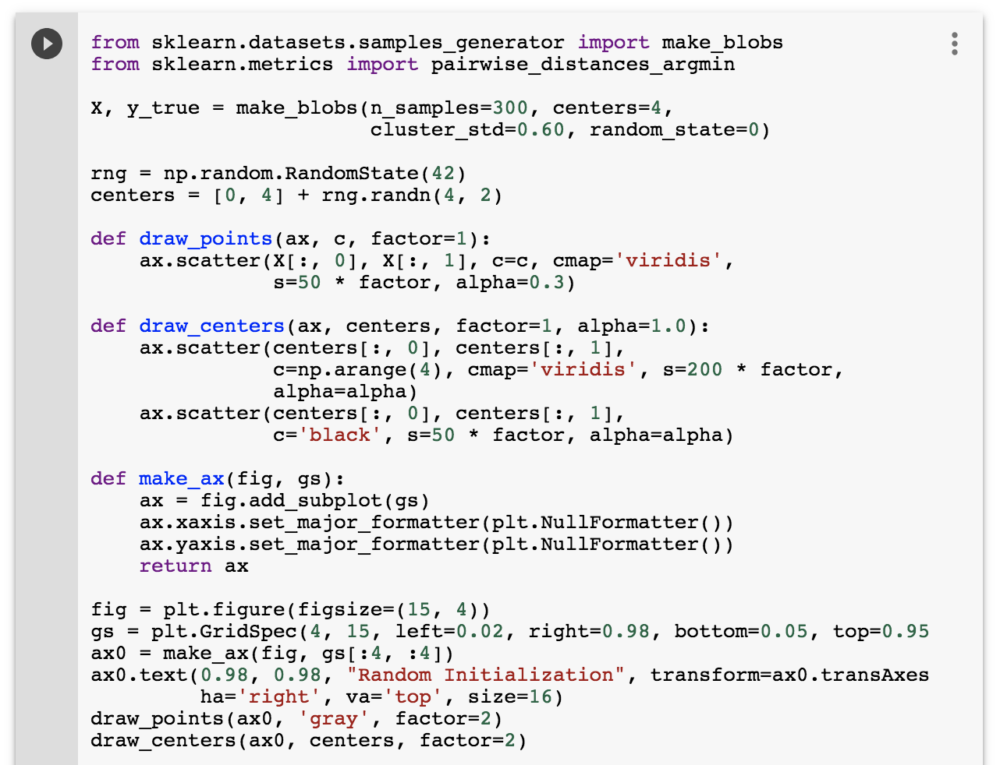 from sklearn.datasets.samples_generator import make_blobs
from sklearn.metrics import pairwise_distances_argmin

X, y_true = make_blobs(n_samples=300, centers=4,
                       cluster_std=0.60, random_state=0)

rng = np.random.RandomState(42)
centers = [0, 4] + rng.randn(4, 2)

def draw_points(ax, c, factor=1):
    ax.scatter(X[:, 0], X[:, 1], c=c, cmap='viridis',
               s=50 * factor, alpha=0.3)

def draw_centers(ax, centers, factor=1, alpha=1.0):
    ax.scatter(centers[:, 0], centers[:, 1],
               c=np.arange(4), cmap='viridis', s=200 * factor,
               alpha=alpha)
    ax.scatter(centers[:, 0], centers[:, 1],
               c='black', s=50 * factor, alpha=alpha)

def make_ax(fig, gs):
    ax = fig.add_subplot(gs)
    ax.xaxis.set_major_formatter(plt.NullFormatter())
    ax.yaxis.set_major_formatter(plt.NullFormatter())
    return ax

fig = plt.figure(figsize=(15, 4))
gs = plt.GridSpec(4, 15, left=0.02, right=0.98, bottom=0.05, top=0.95
ax0 = make_ax(fig, gs[:4, :4])
ax0.text(0.98, 0.98, "Random Initialization", transform=ax0.transAxes
         ha='right', va='top', size=16)
draw_points(ax0, 'gray', factor=2)
draw_centers(ax0, centers, factor=2)